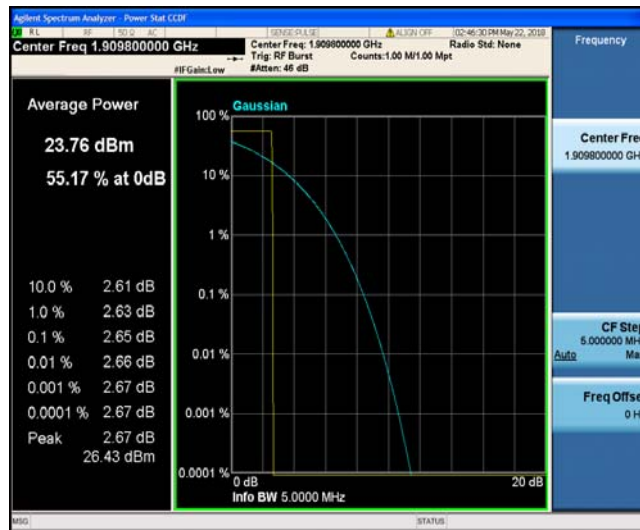 Agilent Spectrum Analyzer - Power Stat CCDF
RL RF 50 Ω AC SENSE:PULSE ALIGN OFF 02:46:30 PM May 22, 2018
Center Freq 1.909800000 GHz
Center Freq: 1.909800000 GHz Radio Std: None
Trig: RF Burst Counts:1.00 M/1.00 Mpt
#IFGain:Low #Atten: 46 dB
Frequency
Average Power
23.76 dBm
55.17 % at 0dB
10.0 % 2.61 dB
1.0 % 2.63 dB
0.1 % 2.65 dB
0.01 % 2.66 dB
0.001 % 2.67 dB
0.0001 % 2.67 dB
Peak 2.67 dB
26.43 dBm
Gaussian
100 %
10 %
1 %
0.1 %
0.01 %
0.001 %
0.0001 %
0 dB 20 dB
Info BW 5.0000 MHz
Center Fre
1.909800000 GH
CF Step
5.000000 MH
Auto Ma
Freq Offse
0 H
MSG STATUS